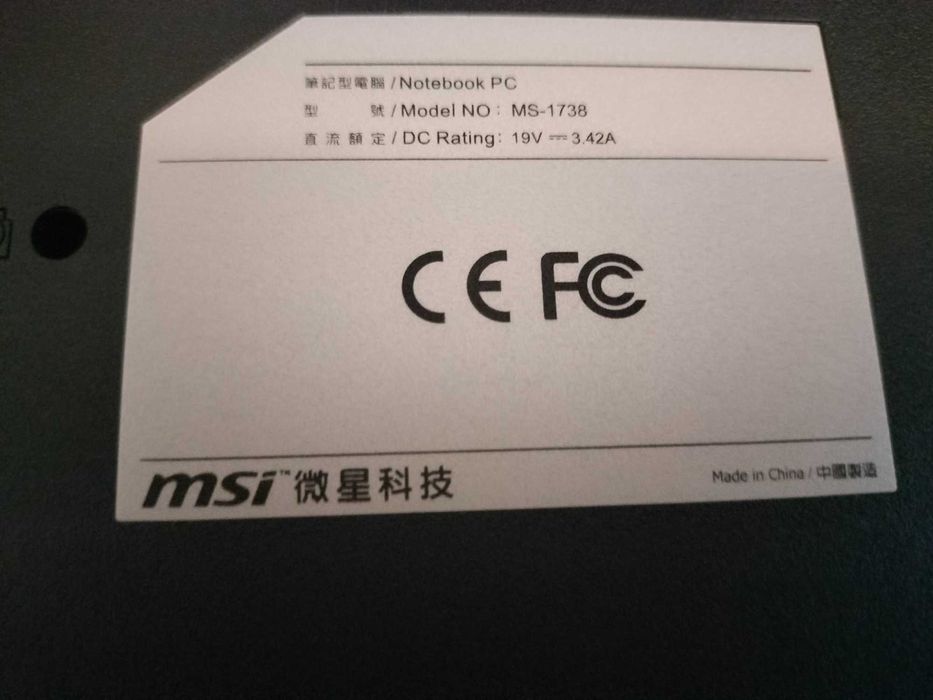 筆記型電腦 / Notebook PC
型 號 / Model NO : MS-1738
直流額定 / DC Rating: 19V ⎓ 3.42A
CE FC
msi™ 微星科技
Made in China / 中國製造